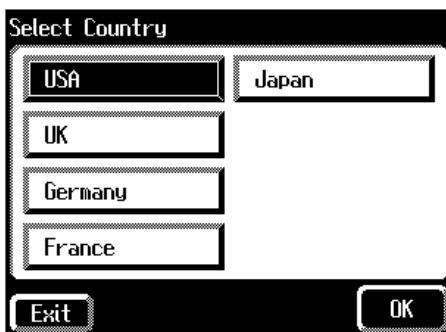 Select Country
USA Japan
UK
Germany
France
Exit OK